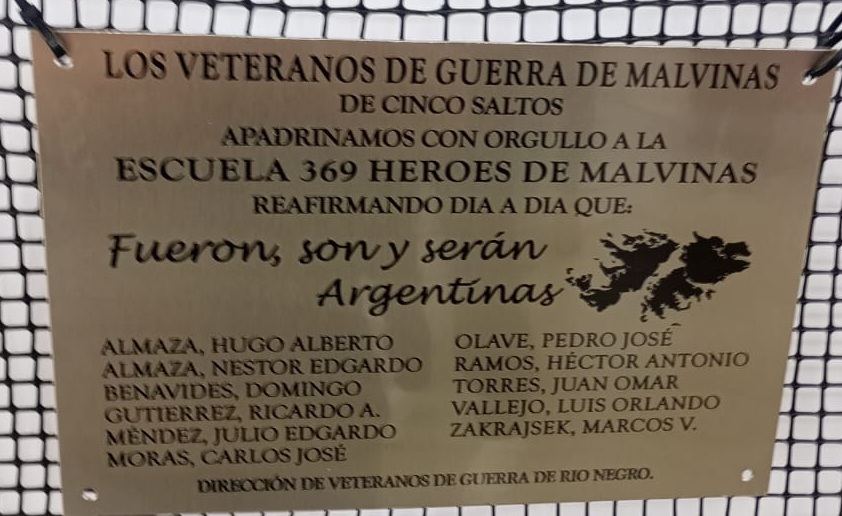 LOS VETERANOS DE GUERRA DE MALVINAS
DE CINCO SALTOS
APADRINAMOS CON ORGULLO A LA
ESCUELA 369 HEROES DE MALVINAS
REAFIRMANDO DIA A DIA QUE:
Fueron, son y serán
Argentinas
ALMAZA, HUGO ALBERTO
ALMAZA, NESTOR EDGARDO
BENAVIDES, DOMINGO
GUTIERREZ, RICARDO A.
MÉNDEZ, JULIO EDGARDO
MORAS, CARLOS JOSÉ
OLAVE, PEDRO JOSÉ
RAMOS, HÉCTOR ANTONIO
TORRES, JUAN OMAR
VALLEJO, LUIS ORLANDO
ZAKRAJSEK, MARCOS V.
DIRECCIÓN DE VETERANOS DE GUERRA DE RIO NEGRO.